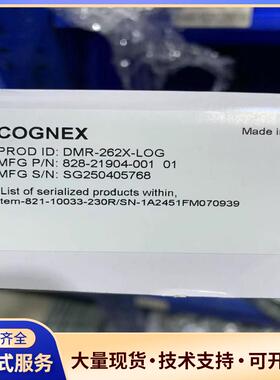 齐全
COGNEX
Made in
PROD ID: DMR-262X-LOG
MFG P/N: 828-21904-001 01
MFG S/N: SG250405768
List of serialized products within,
tem-821-10033-230R/SN-1A2451FM070939
式服务
大量现货·技术支持·可开